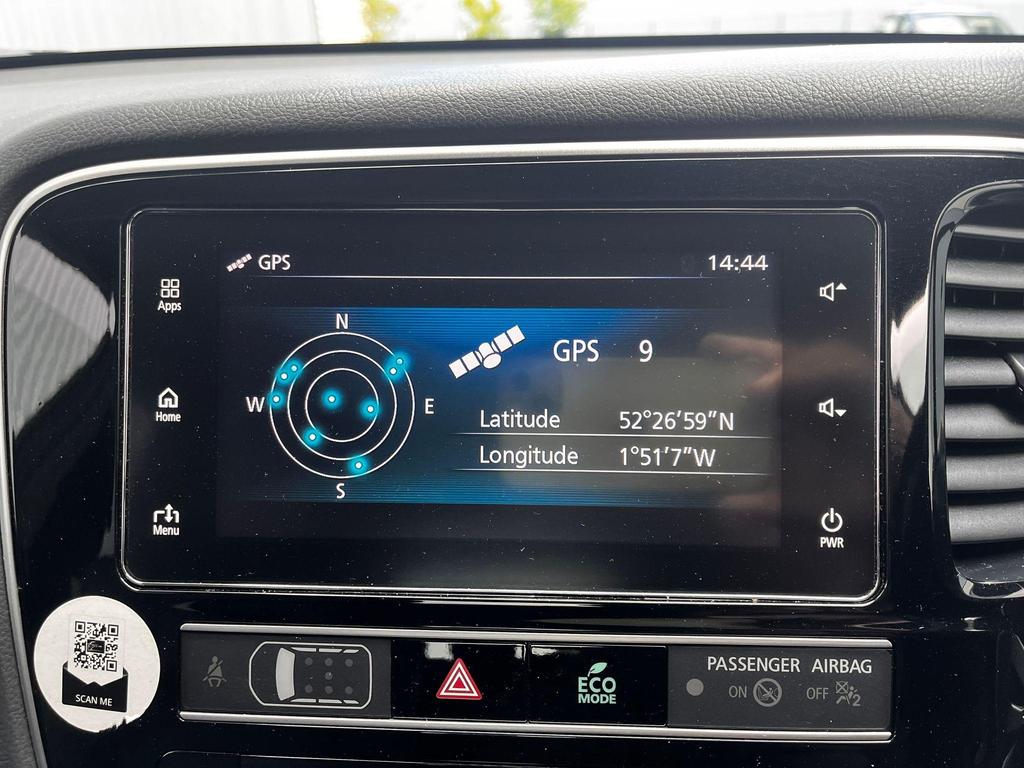 GPS 14:44
Apps
N
GPS 9
W E
Home
Latitude 52°26'59"N
Longitude 1°51'7"W
S
Menu
PWR
SCAN ME
ECO
MODE
PASSENGER AIRBAG
ON OFF 2